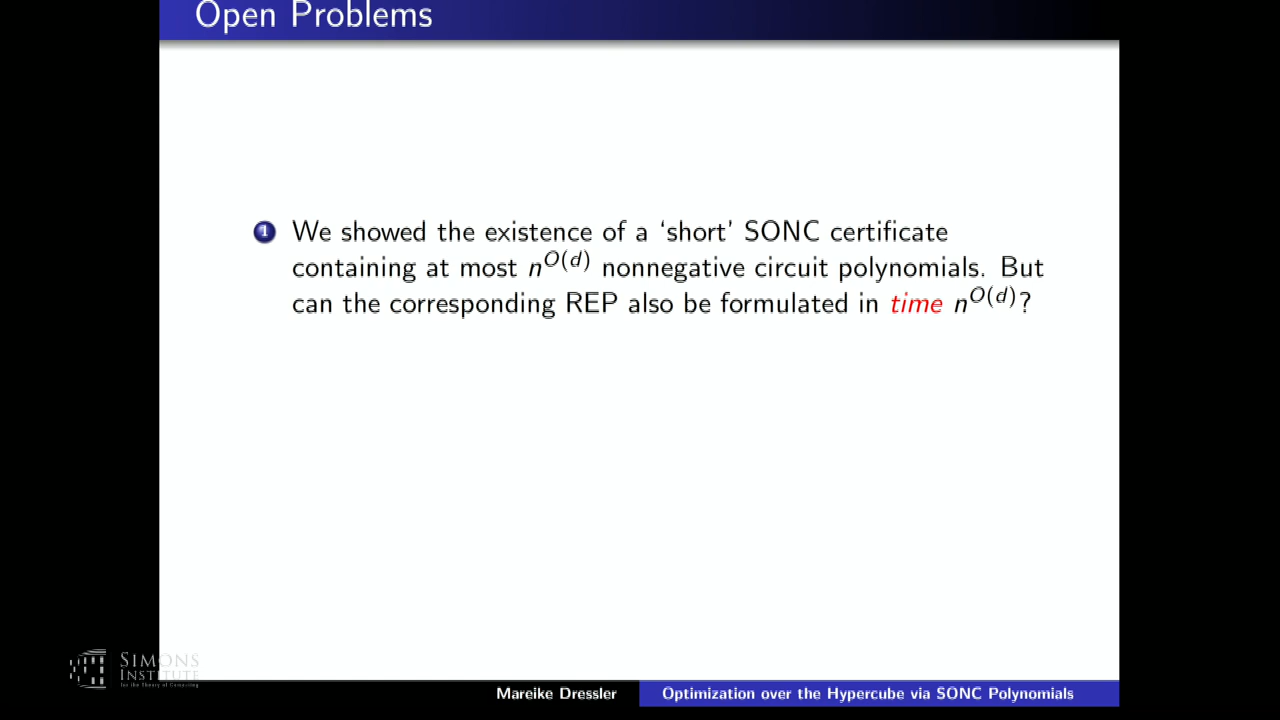 Open Problems
1 We showed the existence of a ‘short’ SONC certificate
containing at most n^{O(d)} nonnegative circuit polynomials. But
can the corresponding REP also be formulated in time n^{O(d)}?
SIMONS
INSTITUTE
for the Theory of Computing
Mareike Dressler
Optimization over the Hypercube via SONC Polynomials